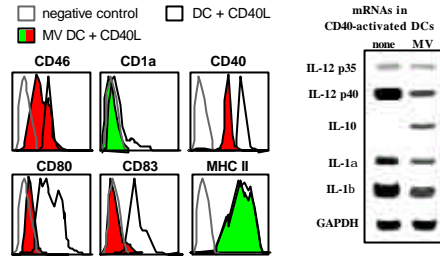 negative control
DC + CD40L
MV DC + CD40L
CD46
CD1a
CD40
CD80
CD83
MHC II
mRNAs in
CD40-activated DCs
none
MV
IL-12 p35
IL-12 p40
IL-10
IL-1a
IL-1b
GAPDH